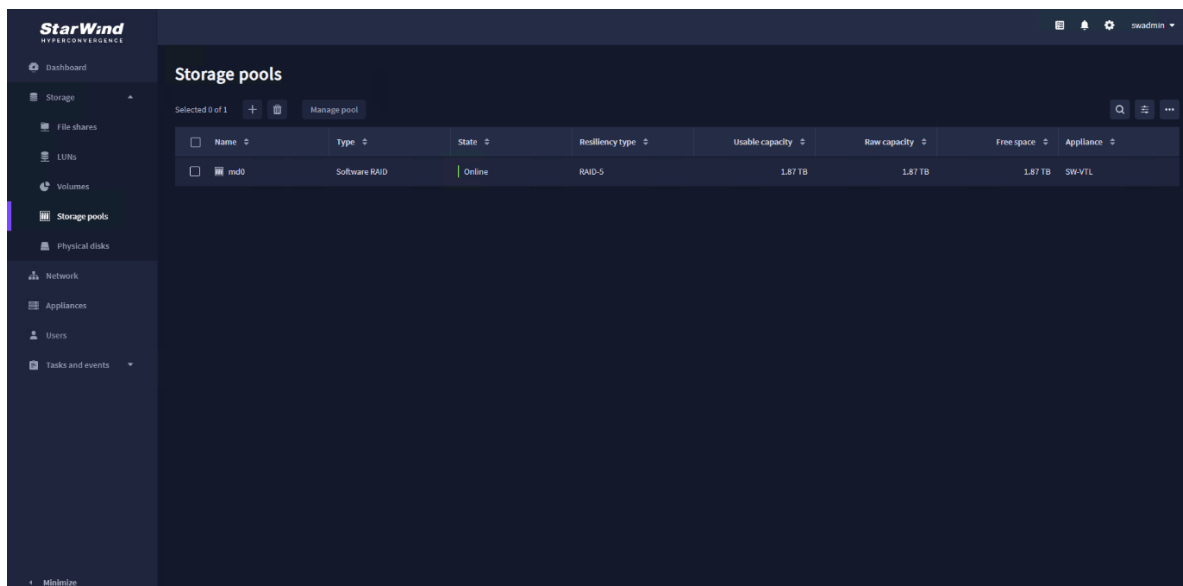 StarWind
HYPERCONVERGENCE
swadmin
Dashboard
Storage
File shares
LUNs
Volumes
Storage pools
Physical disks
Network
Appliances
Users
Tasks and events
Minimize
Storage pools
Selected 0 of 1 Manage pool
Name Type State Resiliency type Usable capacity Raw capacity Free space Appliance
md0 Software RAID Online RAID-5 1.87 TB 1.87 TB 1.87 TB SW-VTL